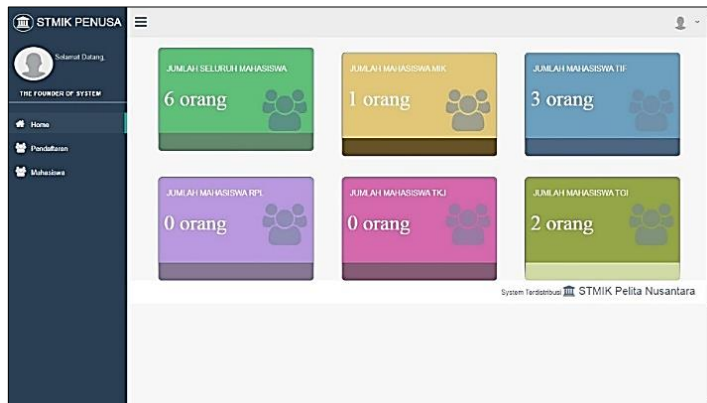 STMIK PENUSA
Selamat Datang,
THE FOUNDER OF SYSTEM
Home
Pendaftaran
Mahasiswa
JUMLAH SELURUH MAHASISWA
6 orang
JUMLAH MAHASISWA MIK
1 orang
JUMLAH MAHASISWA TIF
3 orang
JUMLAH MAHASISWA RPL
0 orang
JUMLAH MAHASISWA TKJ
0 orang
JUMLAH MAHASISWA TGI
2 orang
System Terdistribusi STMIK Pelita Nusantara